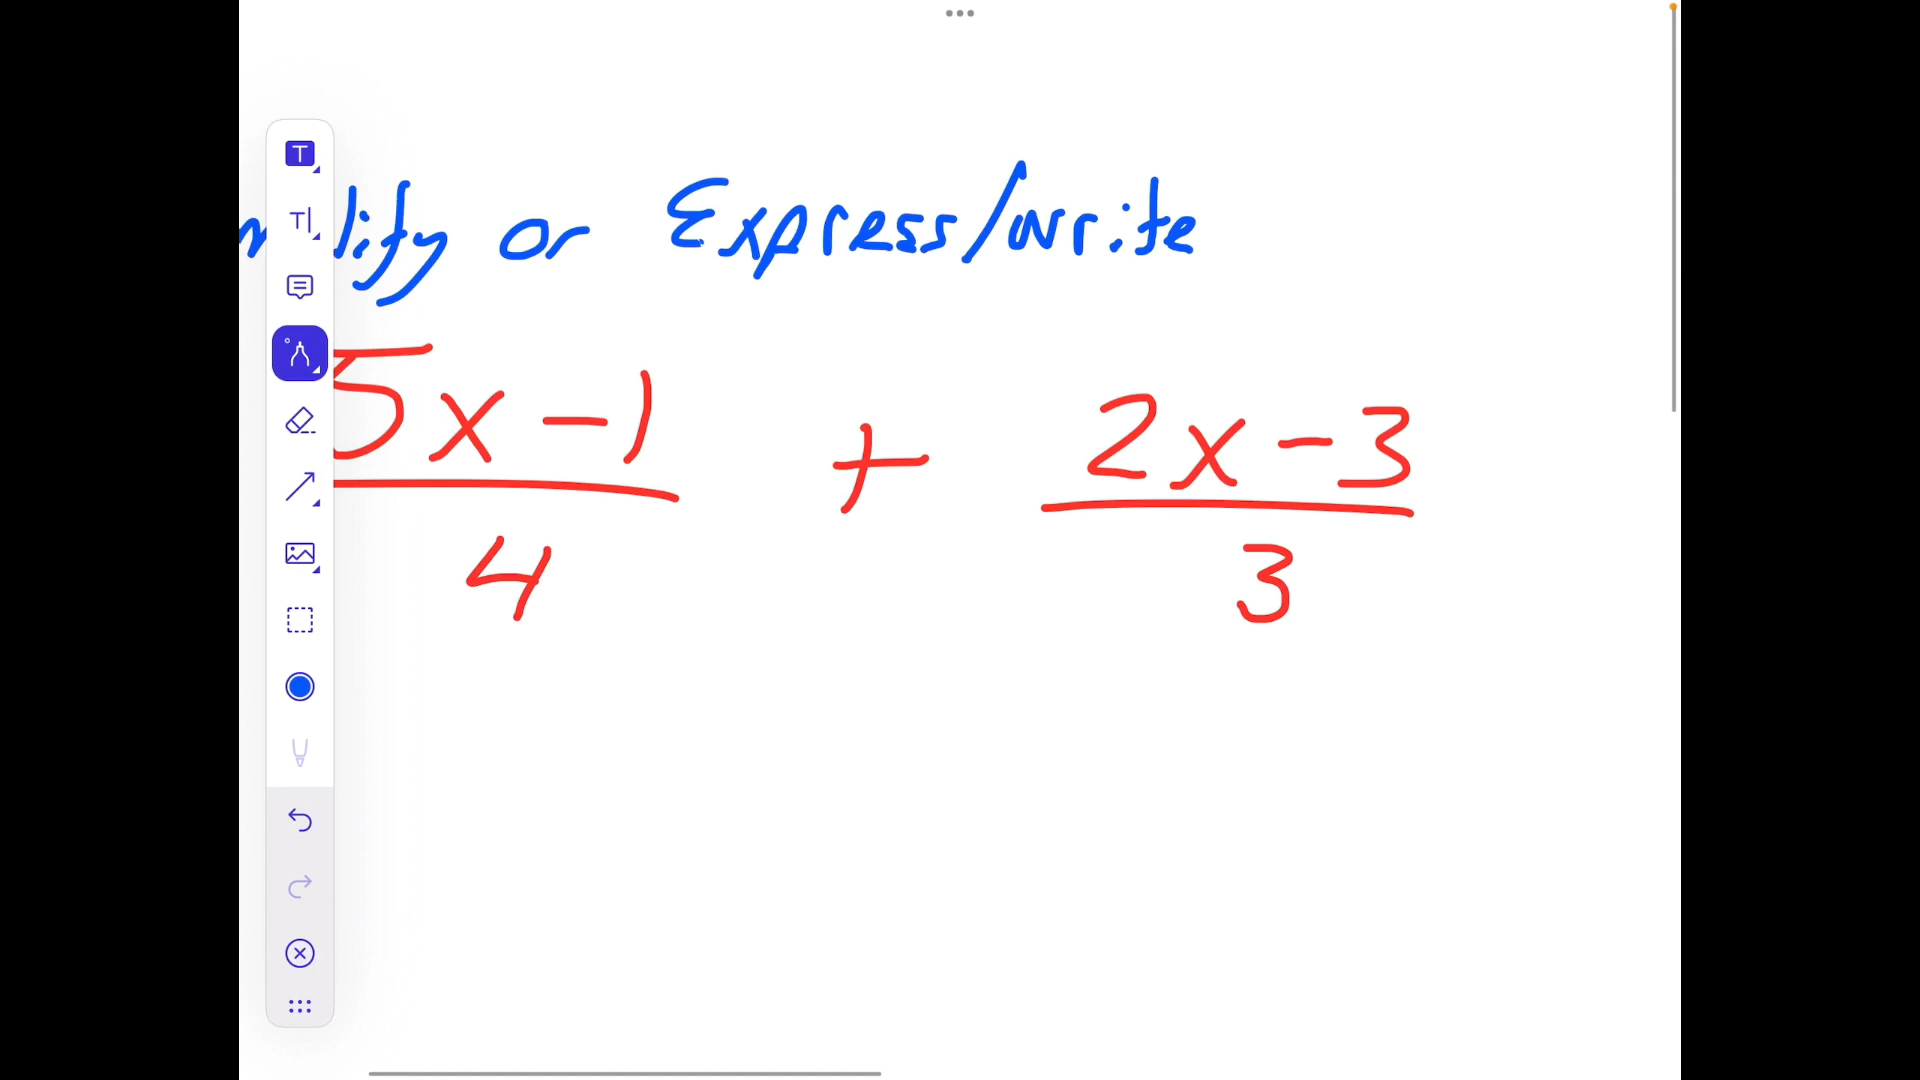 lify or Express/write
5x - 1 + 2x - 3
4 3